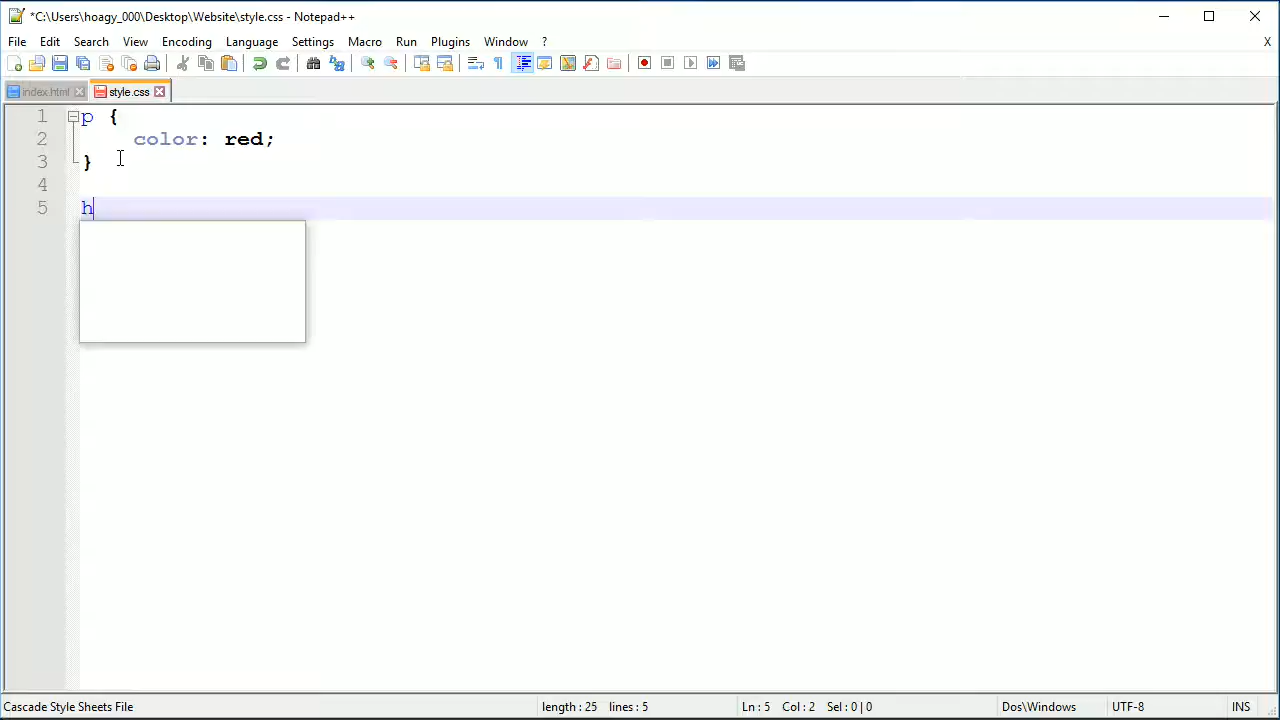 *C:\Users\hoagy_000\Desktop\Website\style.css - Notepad++
File Edit Search View Encoding Language Settings Macro Run Plugins Window ? X
index.html style.css
1 p {
2 color: red;
3 }
4
5 h
Cascade Style Sheets File length : 25 lines : 5 Ln : 5 Col : 2 Sel : 0 | 0 Dos\Windows UTF-8 INS